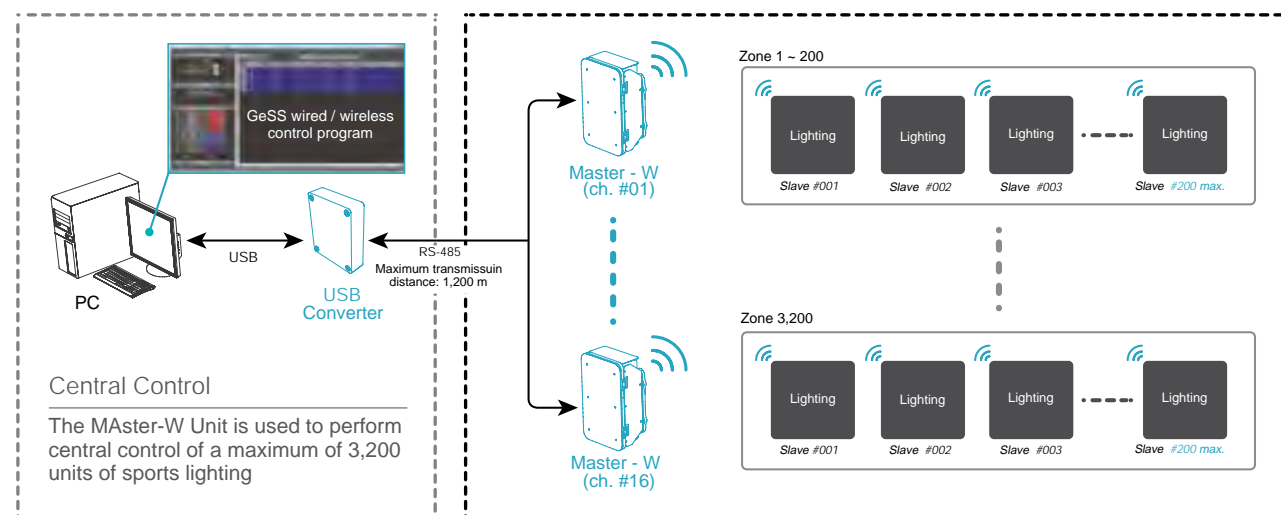 GeSS wired / wireless
control program
PC
USB
USB
Converter
RS-485
Maximum transmissuin
distance: 1,200 m
Central Control
The MAster-W Unit is used to perform
central control of a maximum of 3,200
units of sports lighting
Master - W
(ch. #01)
Master - W
(ch. #16)
Zone 1 ~ 200
Lighting
Lighting
Lighting
Lighting
Slave #001
Slave #002
Slave #003
Slave #200 max.
Zone 3,200
Lighting
Lighting
Lighting
Lighting
Slave #001
Slave #002
Slave #003
Slave #200 max.